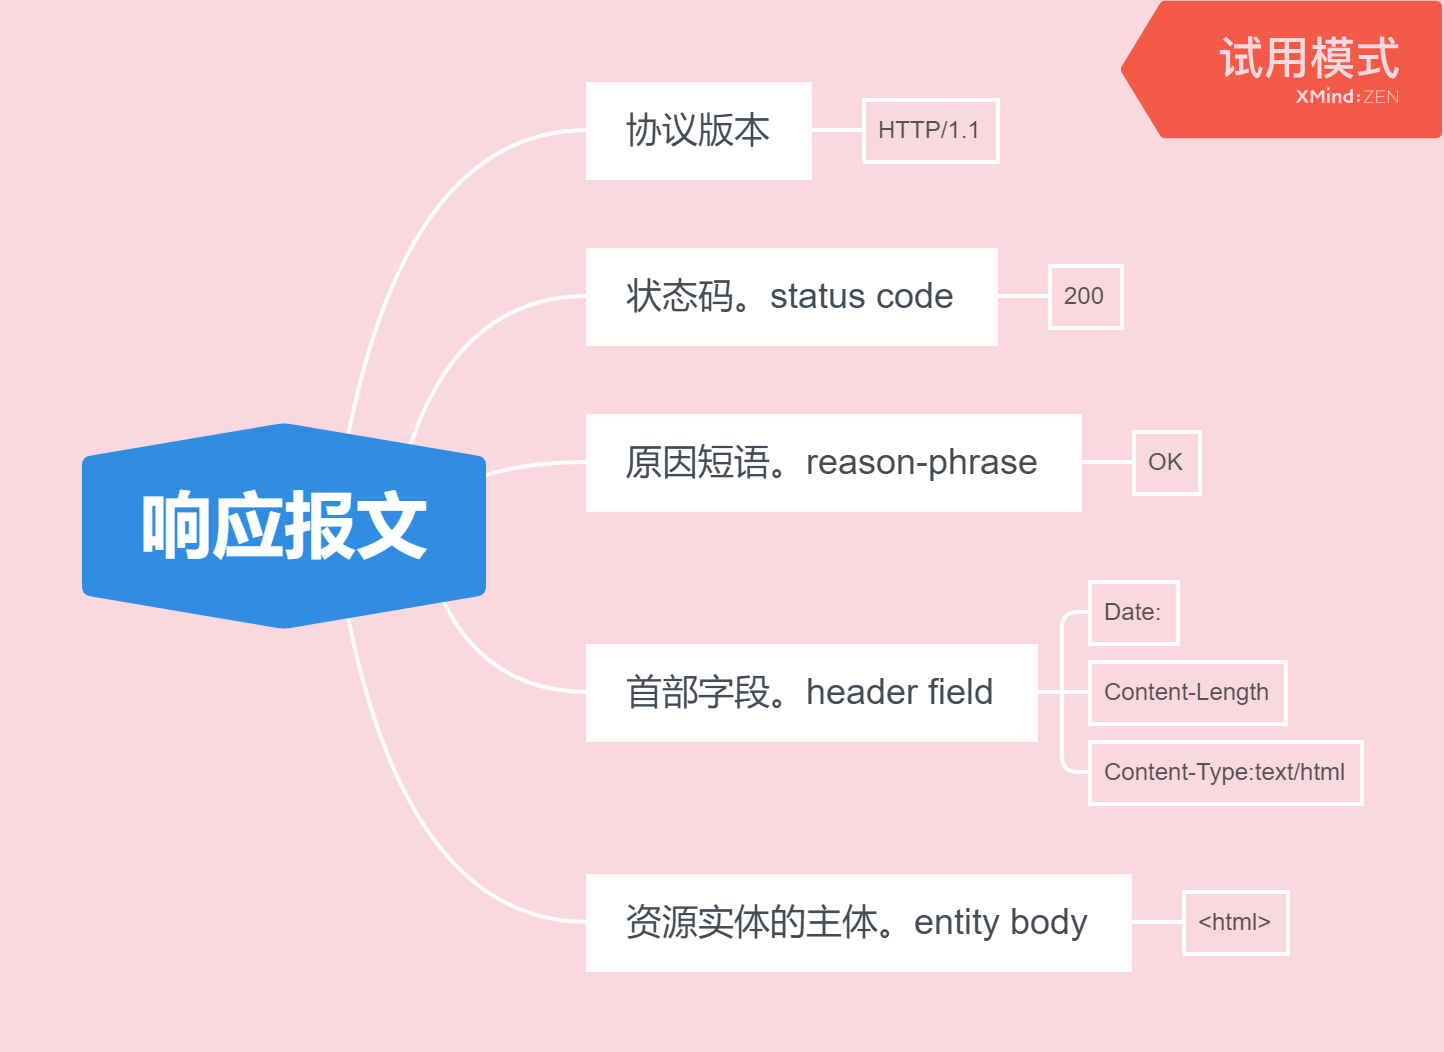 试用模式
XMind:ZEN
协议版本
HTTP/1.1
状态码。status code
200
原因短语。reason-phrase
OK
响应报文
首部字段。header field
Date:
Content-Length
Content-Type:text/html
资源实体的主体。entity body
<html>